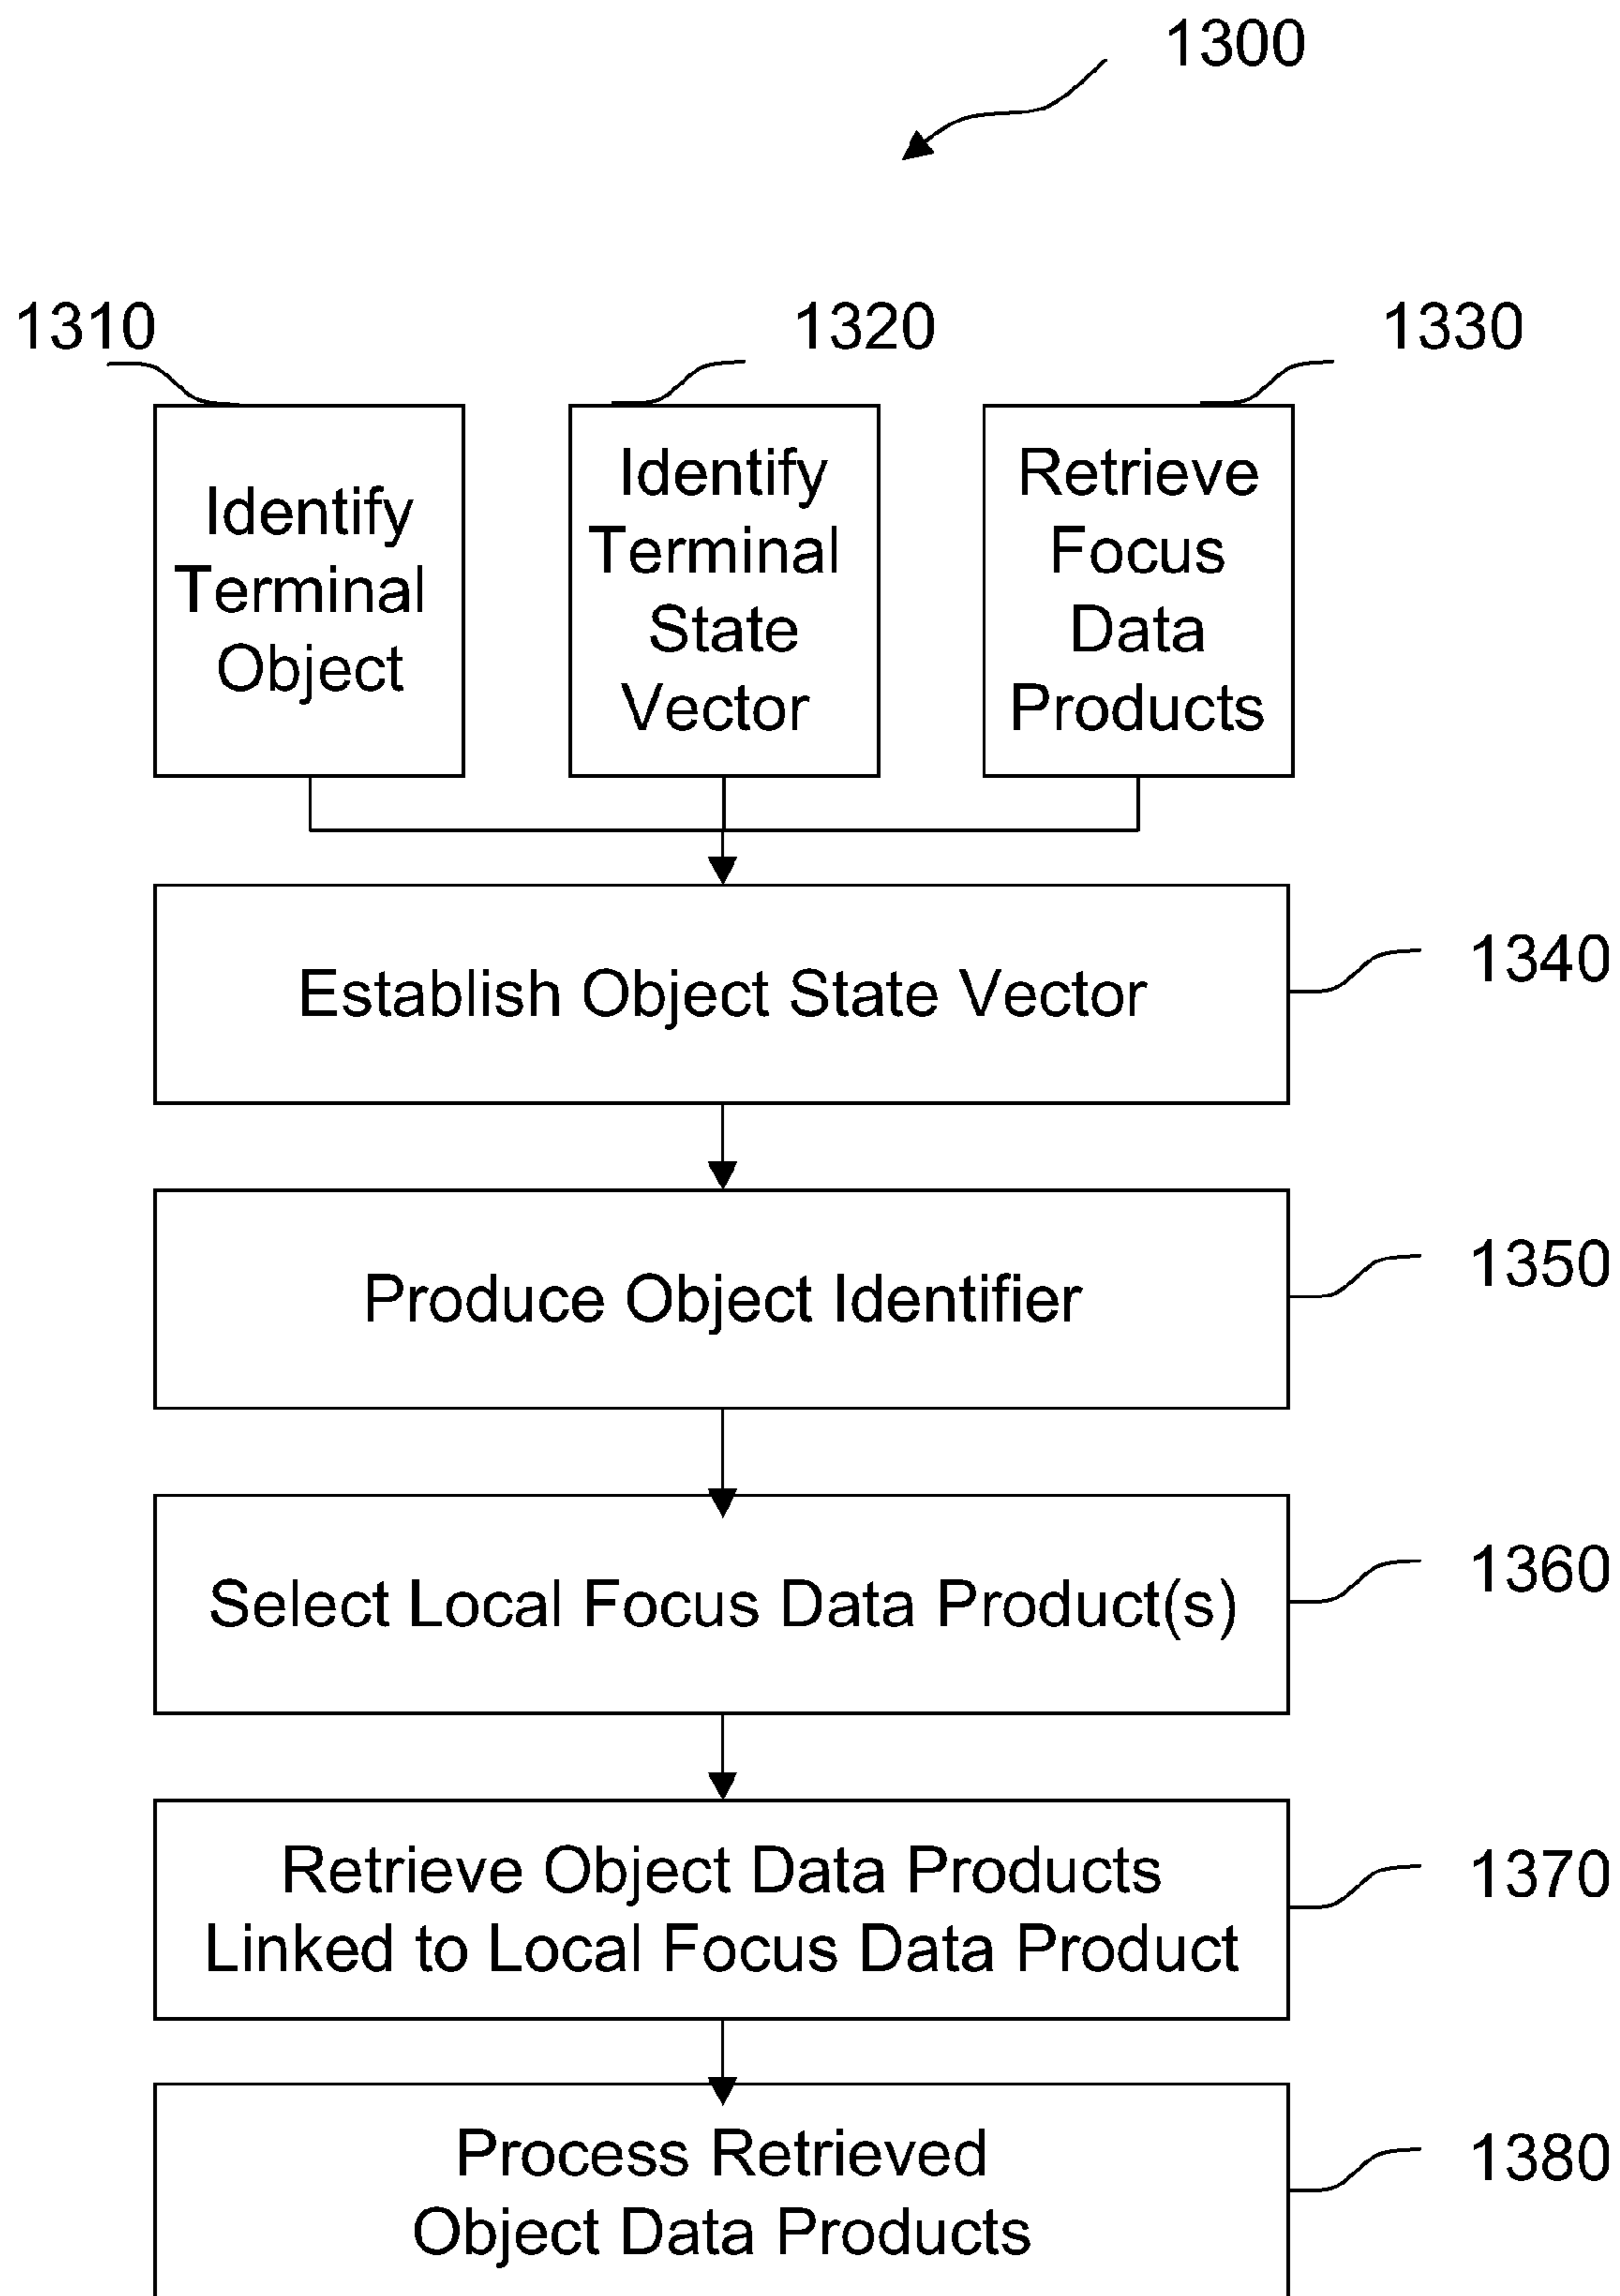 1300
1310
1320
1330
Identify
Terminal
Object
Identify
Terminal
State
Vector
Retrieve
Focus
Data
Products
Establish Object State Vector
1340
Produce Object Identifier
1350
Select Local Focus Data Product(s)
1360
Retrieve Object Data Products
Linked to Local Focus Data Product
1370
Process Retrieved
Object Data Products
1380